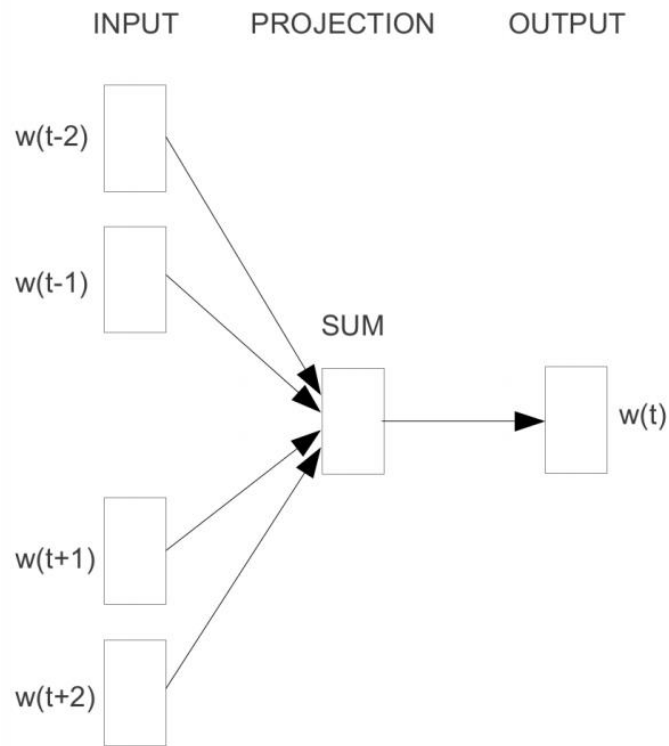 INPUT PROJECTION OUTPUT
w(t-2)
w(t-1)
SUM
w(t)
w(t+1)
w(t+2)